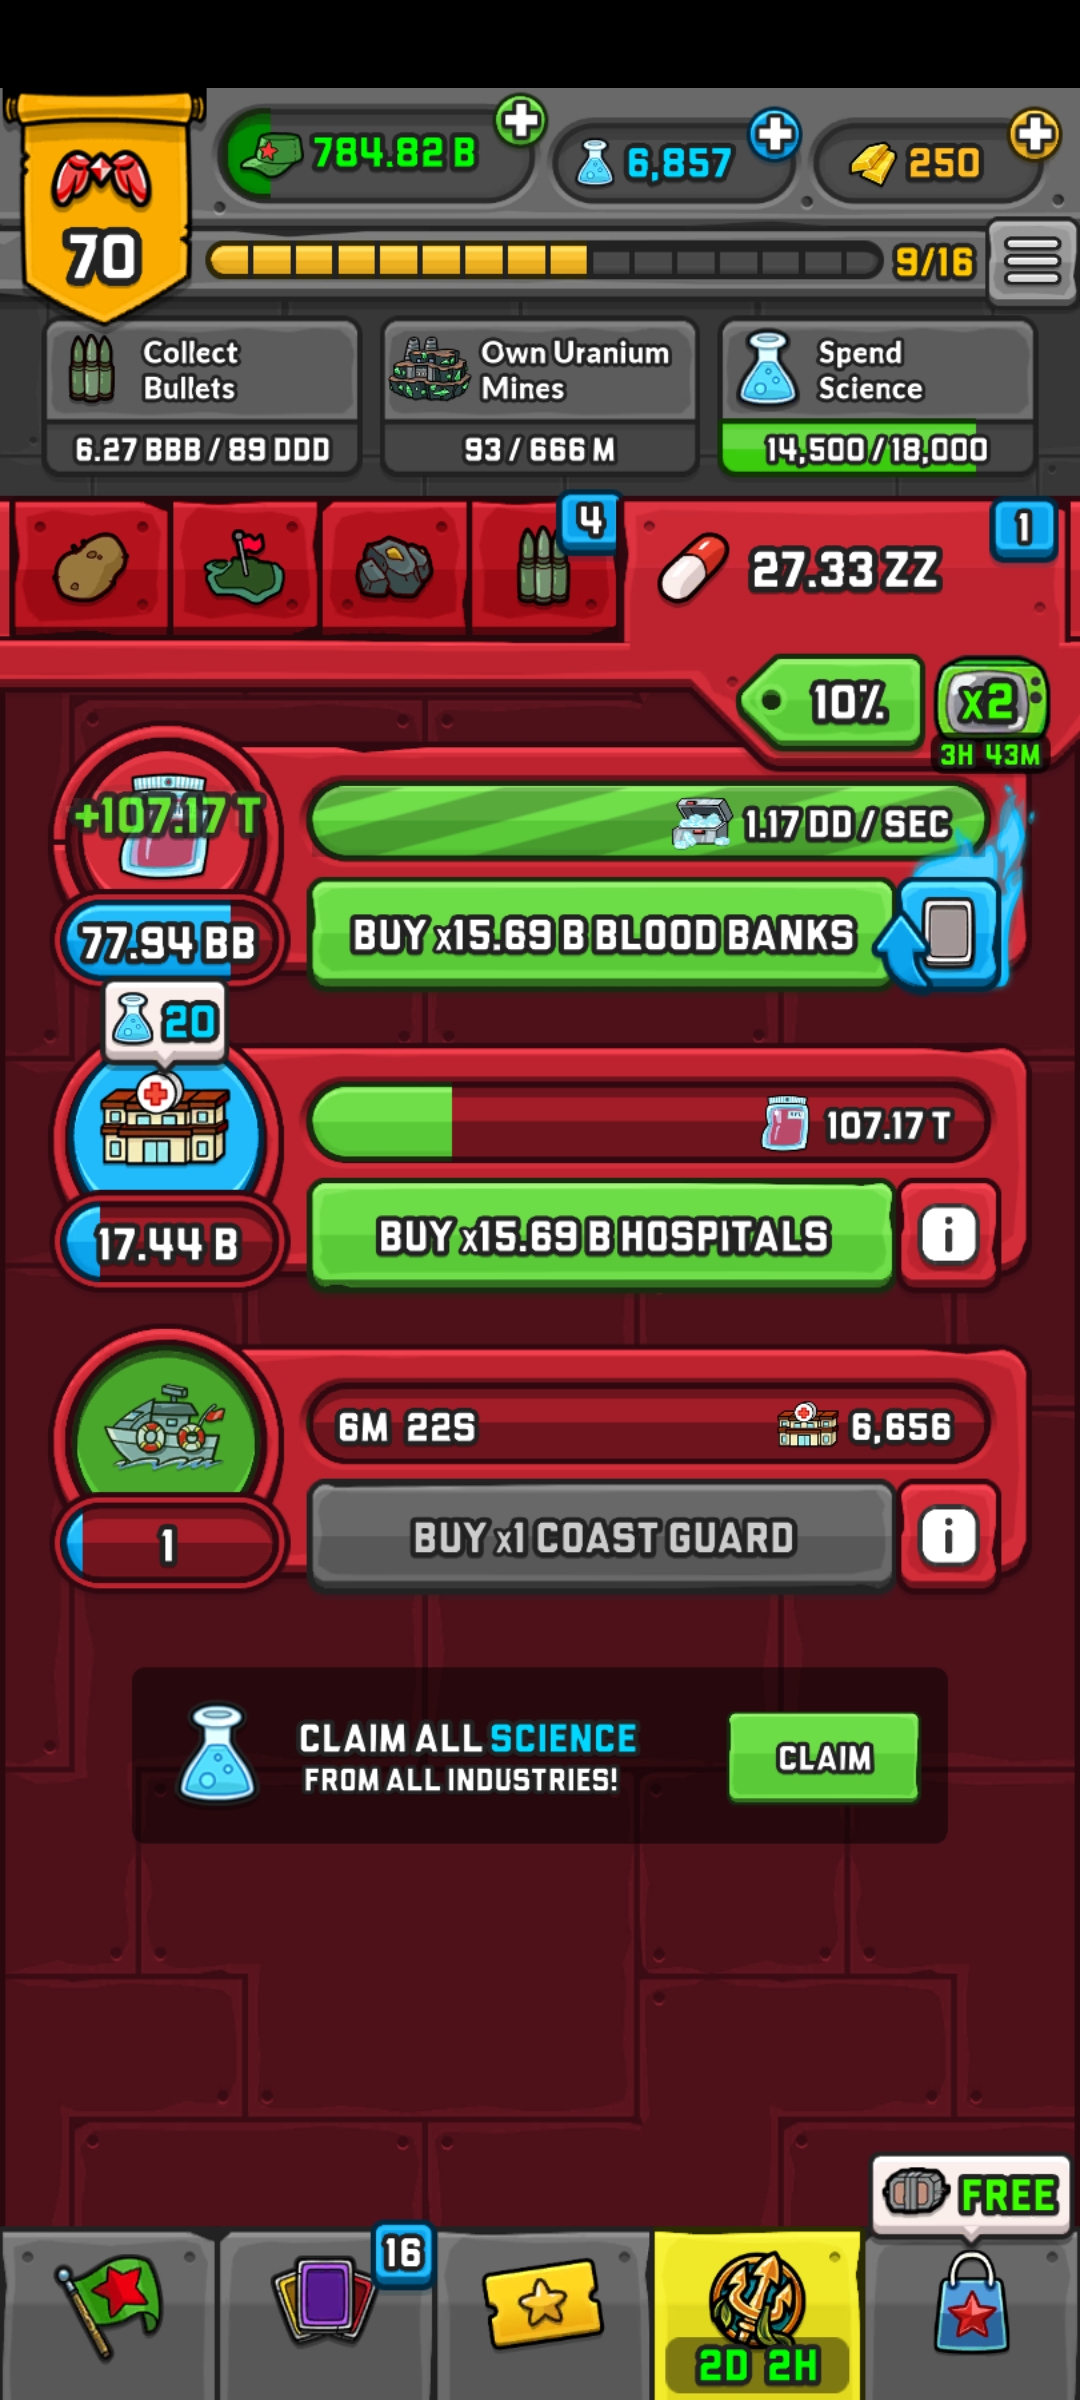 784.82 B
6,857
250
70
9/16
Collect
Bullets
6.27 BBB / 89 DDD
Own Uranium
Mines
93 / 666 M
Spend
Science
14,500 / 18,000
4
27.33 ZZ
1
10%
x2
3H 43M
+107.17 T
1.17 DD / SEC
77.94 BB
BUY x15.69 B BLOOD BANKS
20
107.17 T
17.44 B
BUY x15.69 B HOSPITALS
i
6M 22S
6,656
1
BUY x1 COAST GUARD
i
CLAIM ALL SCIENCE
FROM ALL INDUSTRIES!
CLAIM
FREE
16
2D 2H